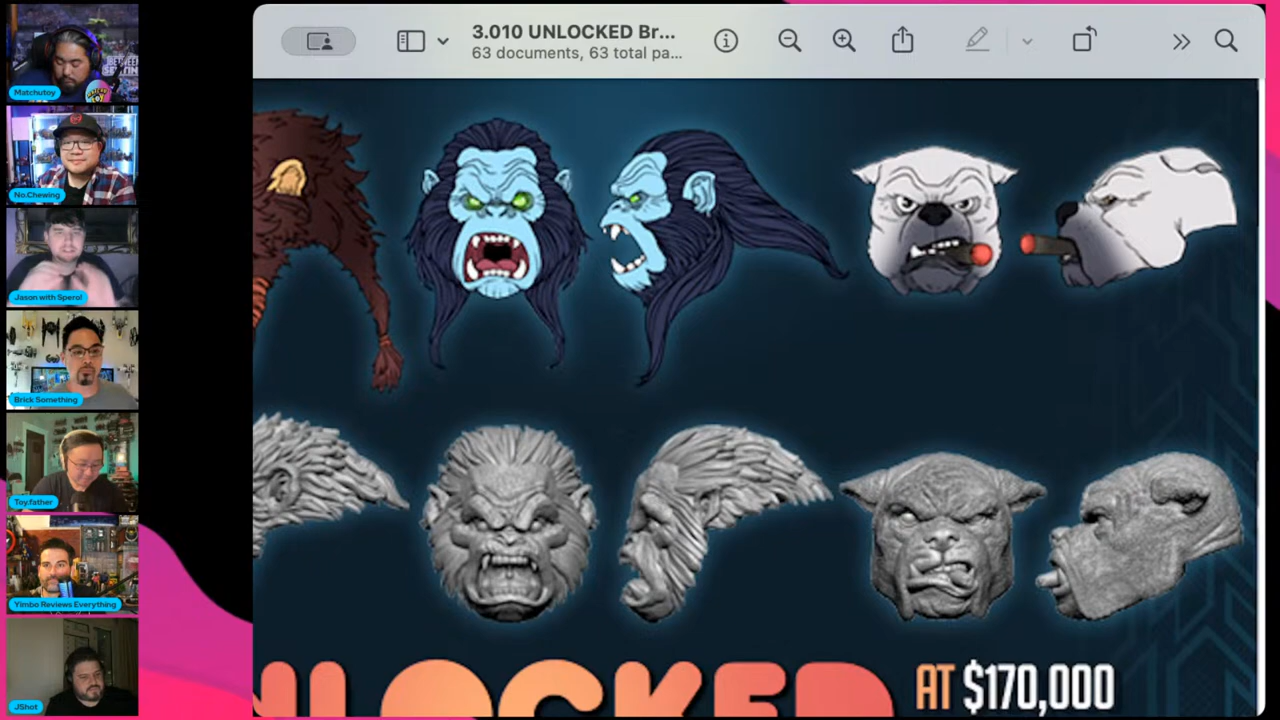 Matchutoy
No.Chewing
Jason with Spero!
Brick Something
Toy.father
Yimbo Reviews Everything
JShot
3.010 UNLOCKED Br...
63 documents, 63 total pa...
NLOCKED
AT $170,000